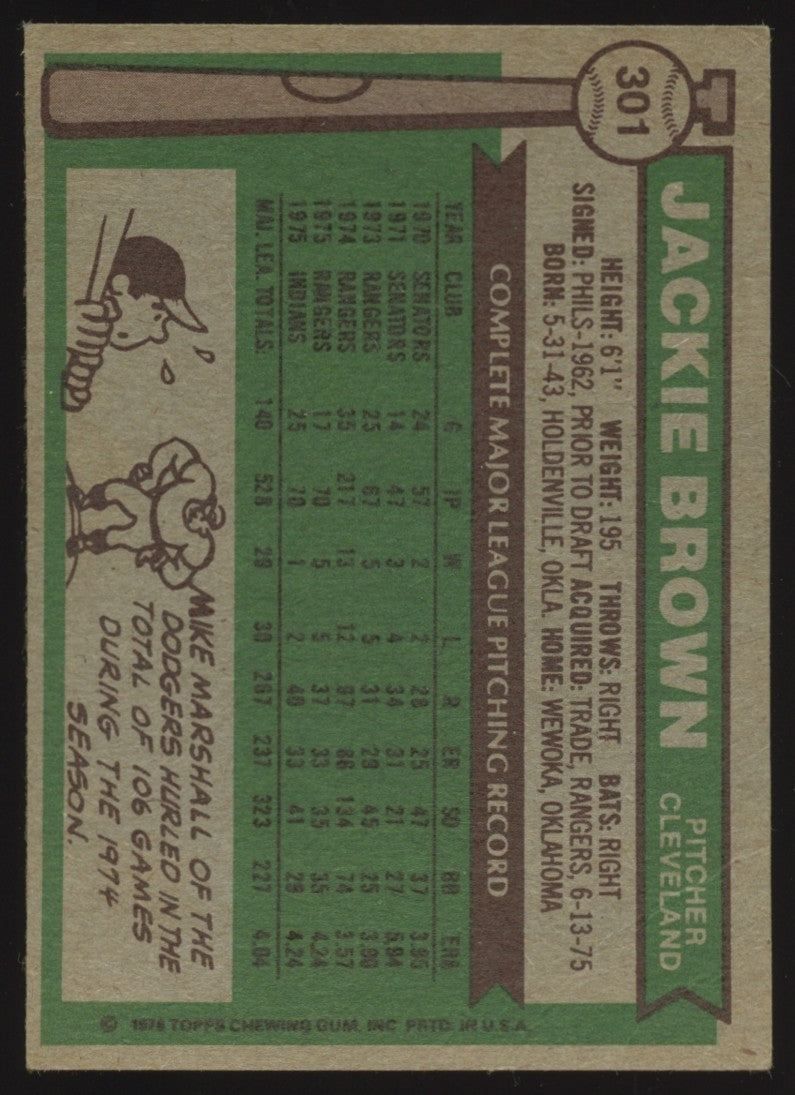 301
JACKIE BROWN
PITCHER
CLEVELAND
HEIGHT: 6'1" WEIGHT: 195 THROWS: RIGHT BATS: RIGHT
SIGNED: PHILS-1962, PRIOR TO DRAFT ACQUIRED: TRADE, RANGERS, 6-13-75
BORN: 5-31-43, HOLDENVILLE, OKLA. HOME: WEWOKA, OKLAHOMA
COMPLETE MAJOR LEAGUE PITCHING RECORD
YEAR CLUB G IP W L R ER SO BB ERA
1970 SENATORS 24 57 2 2 28 25 47 37 3.95
1971 SENATORS 14 47 3 4 34 31 21 27 5.94
1973 RANGERS 25 67 5 5 31 29 45 25 3.90
1974 RANGERS 35 217 13 12 97 86 134 74 3.57
1975 RANGERS 17 70 5 5 37 33 35 35 4.24
1975 INDIANS 25 70 1 2 40 33 41 29 4.24
MAJ. LEA. TOTALS: 140 528 29 30 267 237 323 227 4.04
MIKE MARSHALL OF THE
DODGERS HURLED IN THE
TOTAL OF 106 GAMES
DURING THE 1974
SEASON.
© 1976 TOPPS CHEWING GUM, INC PRTD. IN U.S.A.